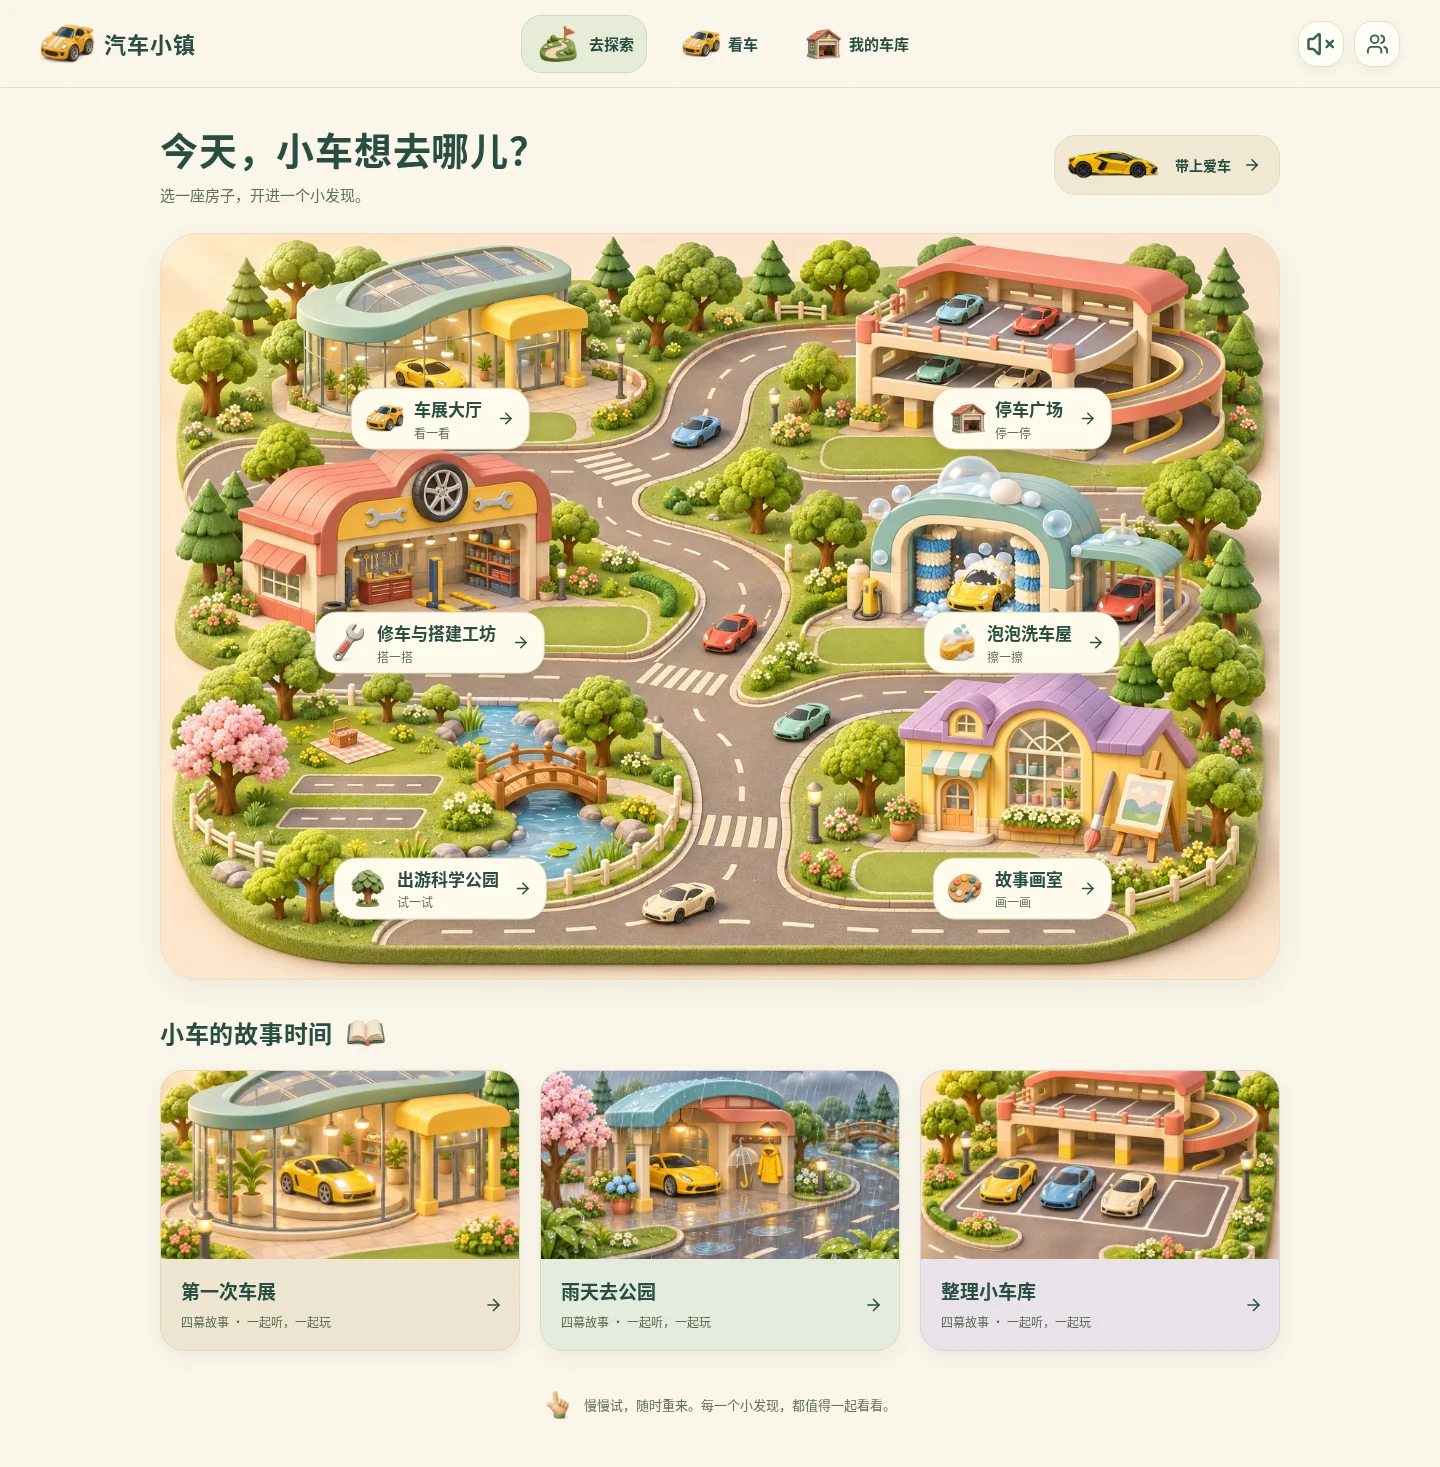 汽车小镇
去探索
看车
我的车库
今天，小车想去哪儿？
选一座房子，开进一个小发现。
带上爱车
车展大厅
看一看
停车广场
停一停
修车与搭建工坊
搭一搭
泡泡洗车屋
擦一擦
出游科学公园
试一试
故事画室
画一画
小车的故事时间
第一次车展
四幕故事 · 一起听，一起玩
雨天去公园
四幕故事 · 一起听，一起玩
整理小车库
四幕故事 · 一起听，一起玩
慢慢试，随时重来。每一个小发现，都值得一起看看。